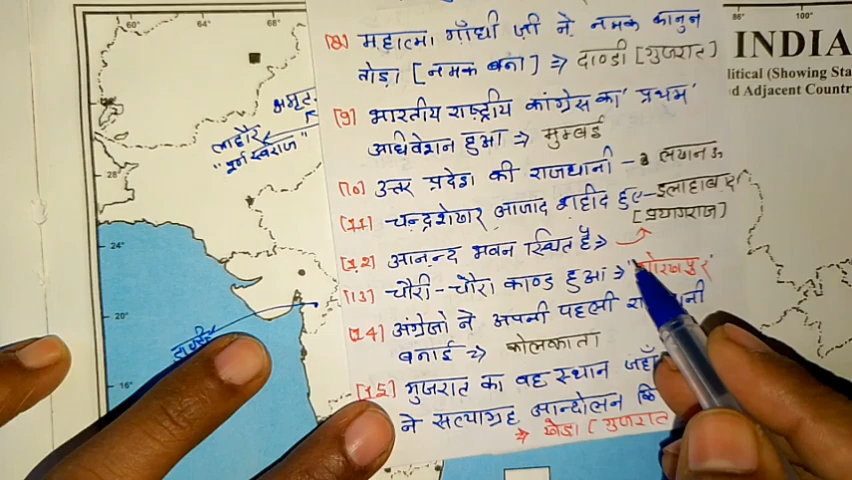 [8] महात्मा गाँधी जी ने नमक कानुन
तोड़ा [नमक बना] ⇒ दाण्डी [गुजरात]
[9] भारतीय राष्ट्रीय कांग्रेस का 'प्रथम'
अधिवेशन हुआ ⇒ मुम्बई
[10] उत्तर प्रदेश की राजधानी - लखनऊ
[11] चन्द्रशेखर आजाद शहीद हुए - इलाहाबाद
[प्रयागराज]
[12] आनन्द भवन स्थित है ⇒
[13] चौरी-चौरा काण्ड हुआ ⇒ 'गोरखपुर'
[14] अंग्रेजो ने अपनी पहली
बनाई ⇒ कोलकाता
[15] गुजरात का वह स्थान जहाँ
ने सत्याग्रह आन्दोलन
⇒ खेड़ा [गुजरात
लाहौर
"पूर्ण स्वराज"
अमृत
दाण्डी
INDIA
litical (Showing Sta
d Adjacent Countr
60° 64° 68° 86° 100°
28°
24°
20°
16°